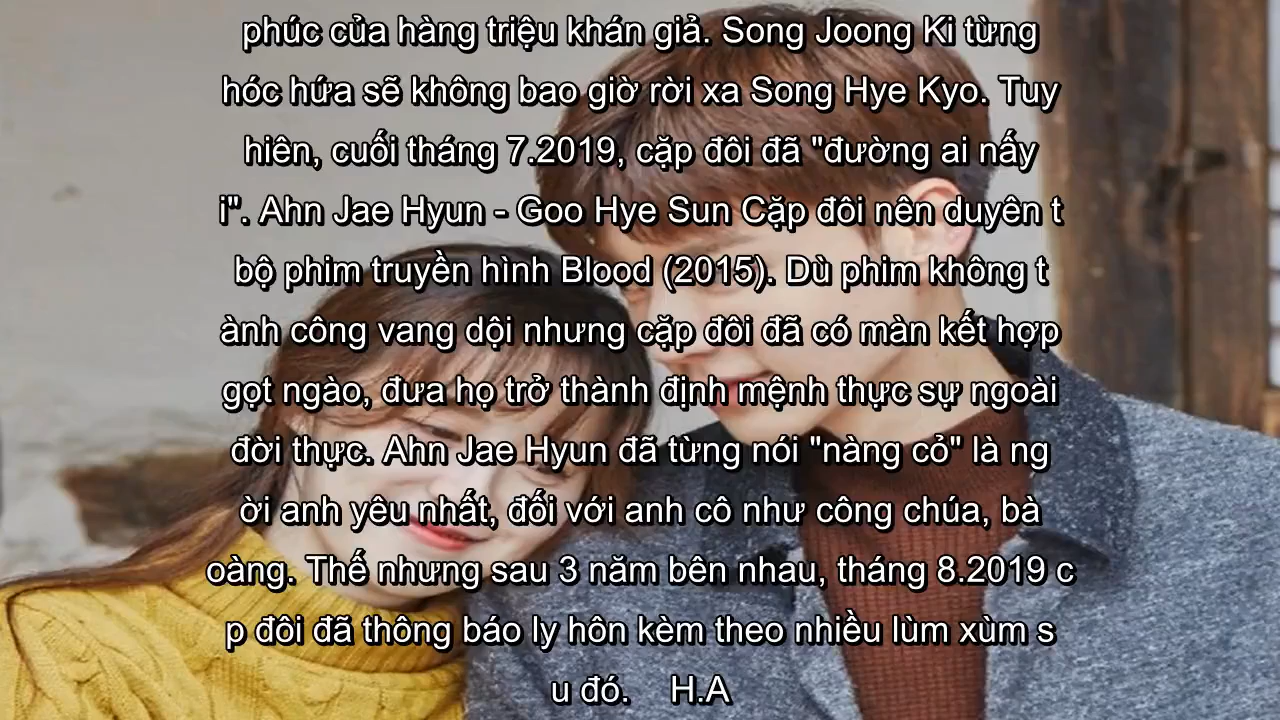 phúc của hàng triệu khán giả. Song Joong Ki từng
hóc hứa sẽ không bao giờ rời xa Song Hye Kyo. Tuy
hiên, cuối tháng 7.2019, cặp đôi đã "đường ai nấy
i". Ahn Jae Hyun - Goo Hye Sun Cặp đôi nên duyên t
bộ phim truyền hình Blood (2015). Dù phim không t
ành công vang dội nhưng cặp đôi đã có màn kết hợp
gọt ngào, đưa họ trở thành định mệnh thực sự ngoài
đời thực. Ahn Jae Hyun đã từng nói "nàng cỏ" là ng
ời anh yêu nhất, đối với anh cô như công chúa, bà
oàng. Thế nhưng sau 3 năm bên nhau, tháng 8.2019 c
p đôi đã thông báo ly hôn kèm theo nhiều lùm xùm s
u đó. H.A